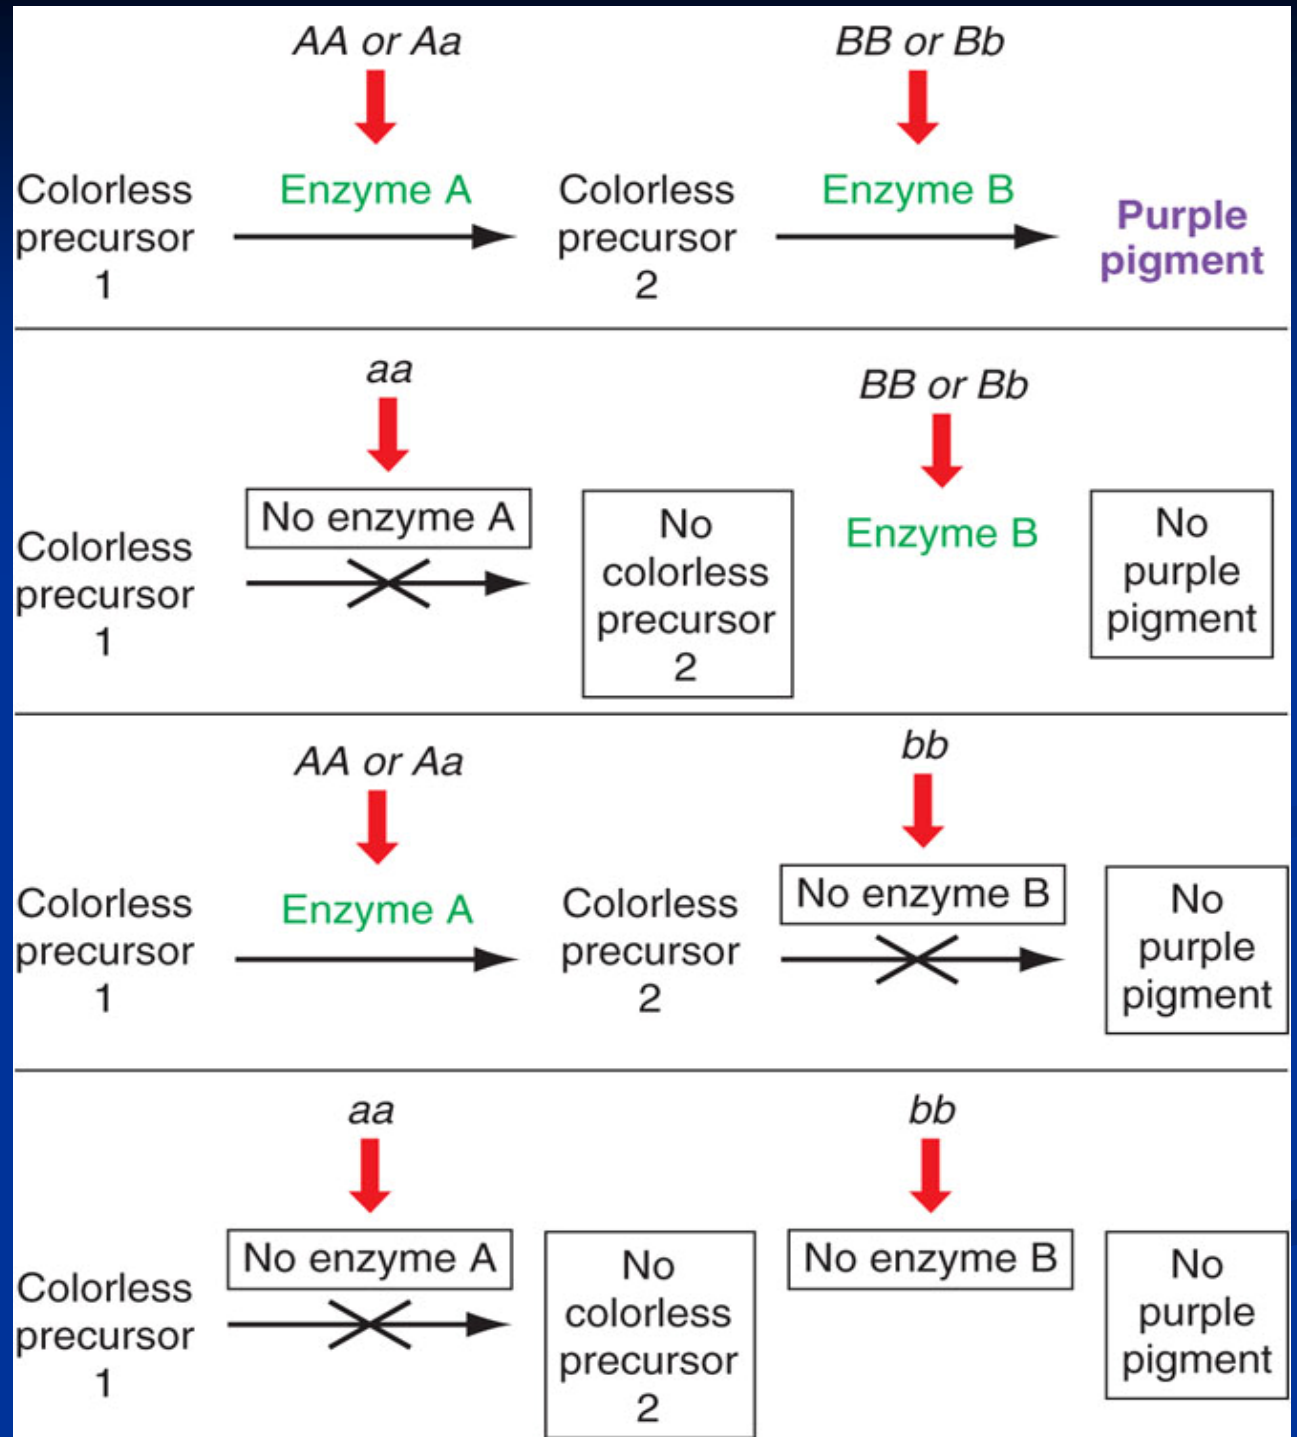 AA or Aa
BB or Bb
Colorless
precursor
1
Enzyme A
Colorless
precursor
2
Enzyme B
Purple
pigment
aa
BB or Bb
Colorless
precursor
1
No enzyme A
No
colorless
precursor
2
Enzyme B
No
purple
pigment
AA or Aa
bb
Colorless
precursor
1
Enzyme A
Colorless
precursor
2
No enzyme B
No
purple
pigment
aa
bb
Colorless
precursor
1
No enzyme A
No
colorless
precursor
2
No enzyme B
No
purple
pigment